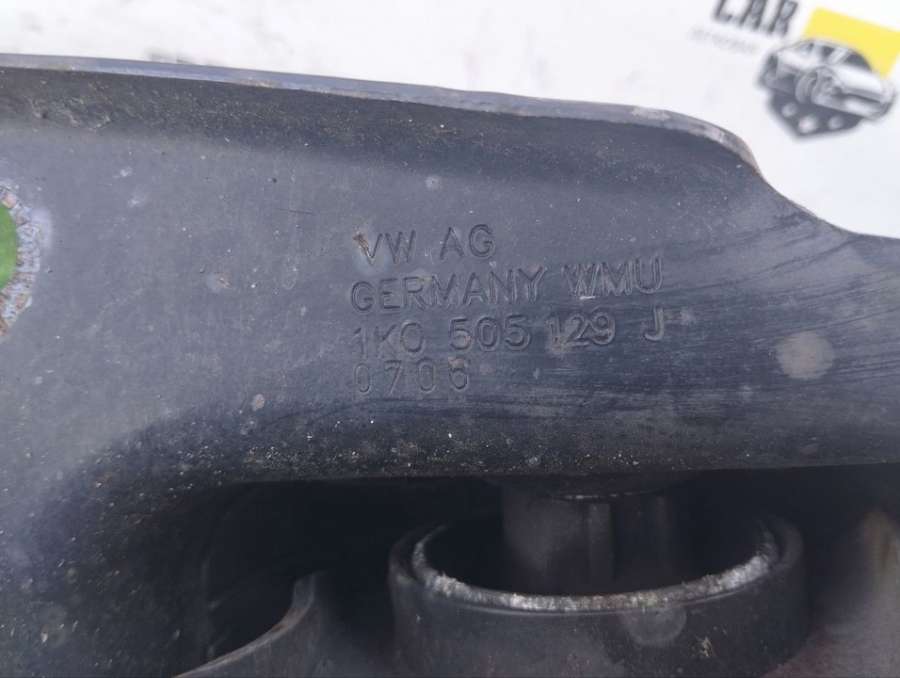 CAR
VW AG
GERMANY WMU
1K0 505 129 J
0706